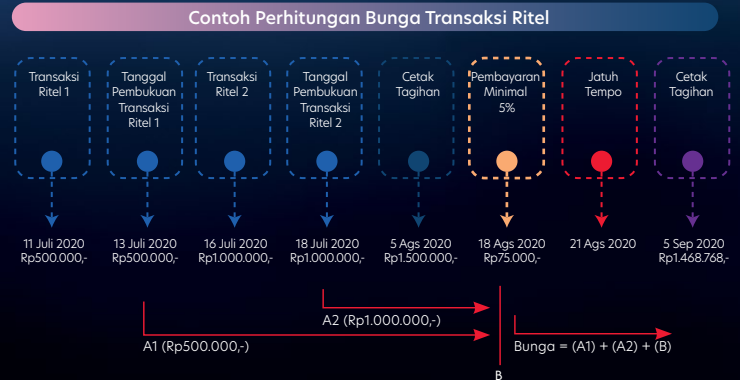 Contoh Perhitungan Bunga Transaksi Ritel
Transaksi
Ritel 1
Tanggal
Pembukuan
Transaksi
Ritel 1
Transaksi
Ritel 2
Tanggal
Pembukuan
Transaksi
Ritel 2
Cetak
Tagihan
Pembayaran
Minimal
5%
Jatuh
Tempo
Cetak
Tagihan
11 Juli 2020
Rp500.000,-
13 Juli 2020
Rp500.000,-
16 Juli 2020
Rp1.000.000,-
18 Juli 2020
Rp1.000.000,-
5 Ags 2020
Rp1.500.000,-
18 Ags 2020
Rp75.000,-
21 Ags 2020
5 Sep 2020
Rp1.468.768,-
A2 (Rp1.000.000,-)
A1 (Rp500.000,-)
Bunga = (A1) + (A2) + (B)
B